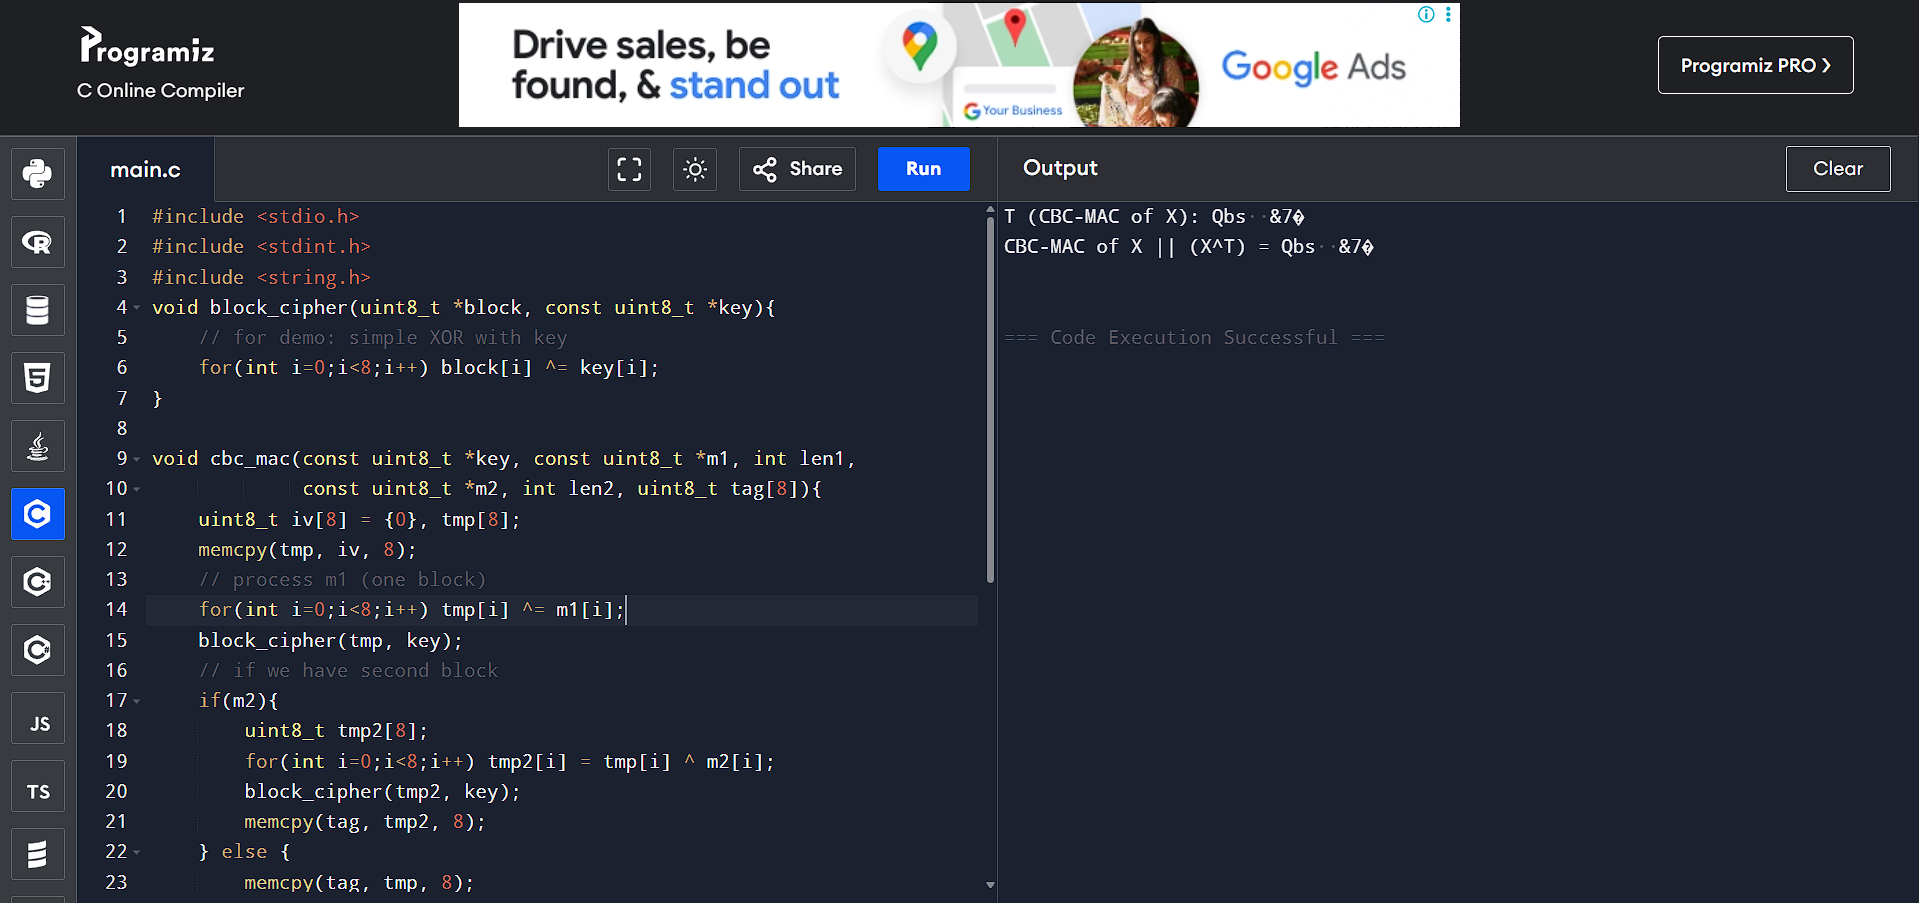 Programiz
C Online Compiler
Drive sales, be
found, & stand out
Your Business
Google Ads
Programiz PRO
main.c
Share
Run
Output
Clear
1 #include <stdio.h>
2 #include <stdint.h>
3 #include <string.h>
4 void block_cipher(uint8_t *block, const uint8_t *key){
5 // for demo: simple XOR with key
6 for(int i=0;i<8;i++) block[i] ^= key[i];
7 }
8
9 void cbc_mac(const uint8_t *key, const uint8_t *m1, int len1,
10 const uint8_t *m2, int len2, uint8_t tag[8]){
11 uint8_t iv[8] = {0}, tmp[8];
12 memcpy(tmp, iv, 8);
13 // process m1 (one block)
14 for(int i=0;i<8;i++) tmp[i] ^= m1[i];
15 block_cipher(tmp, key);
16 // if we have second block
17 if(m2){
18 uint8_t tmp2[8];
19 for(int i=0;i<8;i++) tmp2[i] = tmp[i] ^ m2[i];
20 block_cipher(tmp2, key);
21 memcpy(tag, tmp2, 8);
22 } else {
23 memcpy(tag, tmp, 8);
T (CBC-MAC of X): Qbs··&7�
CBC-MAC of X || (X^T) = Qbs··&7�
=== Code Execution Successful ===
JS
TS